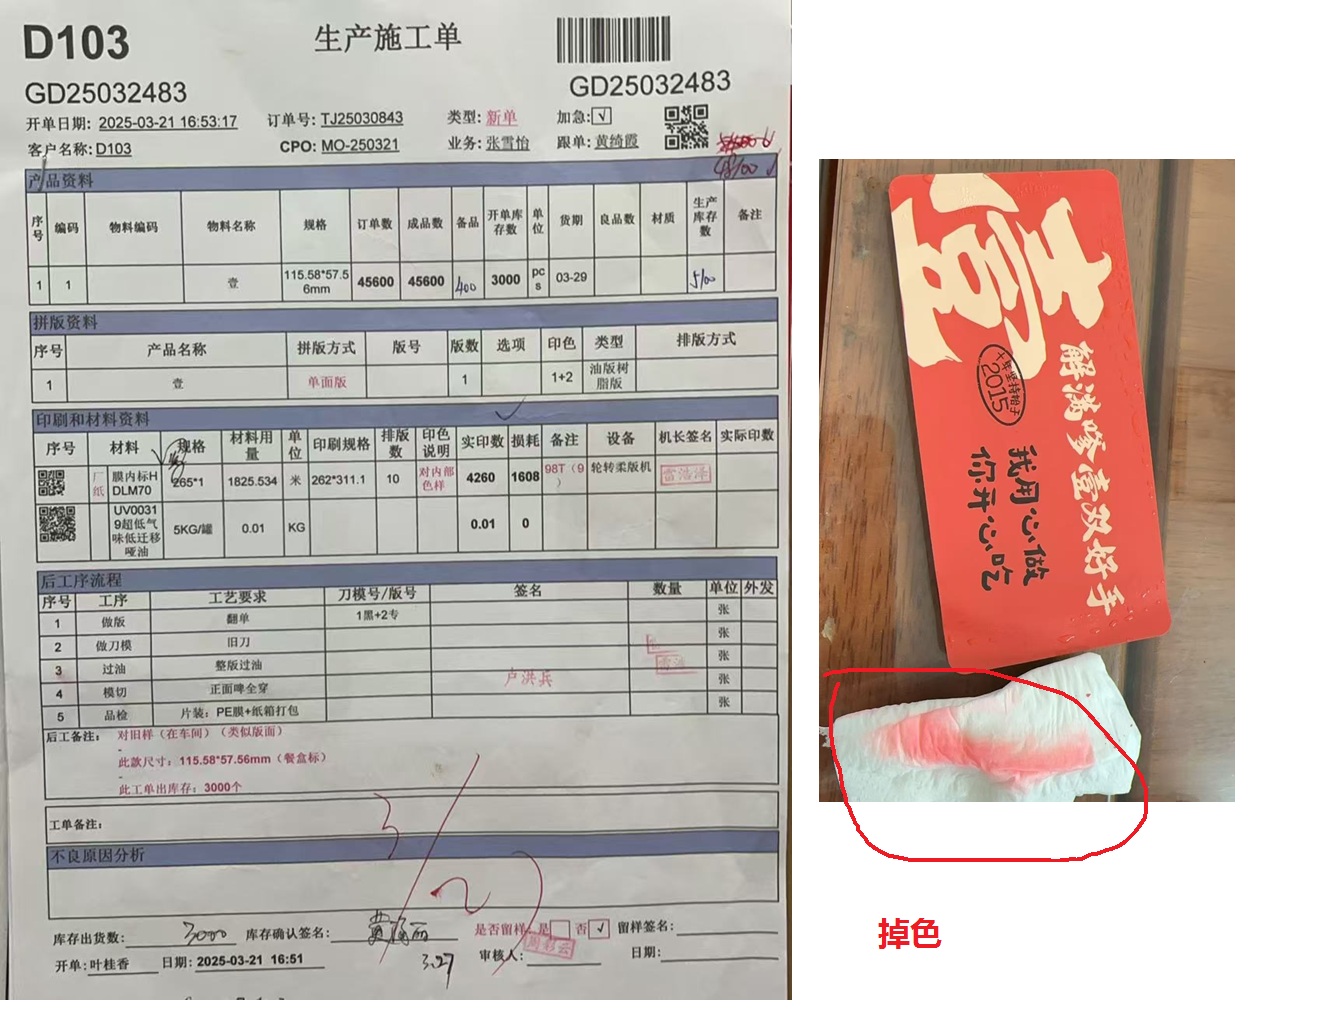 D103
生产施工单
GD25032483
GD25032483
开单日期: 2025-03-21 16:53:17
订单号: TJ25030843
类型: 新单
加急: √
客户名称: D103
CPO: MO-250321
业务: 张雪怡
跟单: 黄绮霞
48100
产品资料
序号 编码 物料编码 物料名称 规格 订单数 成品数 备品 开单库存数 单位 货期 良品数 材质 生产库存数 备注
1 1 壹 115.58*57.56mm 45600 45600 400 3000 pcs 03-29 5100
拼版资料
序号 产品名称 拼版方式 版号 版数 选项 印色 类型 排版方式
1 壹 单面版 1 1+2 油版树脂版
印刷和材料资料
序号 材料 规格 材料用量 单位 印刷规格 排版数 印色说明 实印数 损耗 备注 设备 机长签名 实际印数
厂纸 膜内标HDLM70 265*1 1825.534 米 262*311.1 10 对内部色样 4260 1608 98T（9） 轮转柔版机 雷浩泽
UV00319超低气味低迁移哑油 5KG/罐 0.01 KG 0.01 0
后工序流程
序号 工序 工艺要求 刀模号/版号 签名 数量 单位 外发
1 做版 翻单 1黑+2专 张
2 做刀模 旧刀 张
3 过油 整版过油 张
4 模切 正面啤全穿 卢洪兵 张
5 品检 片装：PE膜+纸箱打包 张
后工备注: 对旧样（在车间）（类似版面）
-
此款尺寸：115.58*57.56mm（餐盒标）
-
此工单出库存：3000个
工单备注:
不良原因分析
3/27
库存出货数: 3000 库存确认签名: 是否留样: 是 否 √ 留样签名:
开单: 叶桂香 日期: 2025-03-21 16:51 3.27 审核人: 周彩云 日期:
壹
解馋嗲壹双好手
十年坚持给予
2015
我用心做
你开心吃
掉色